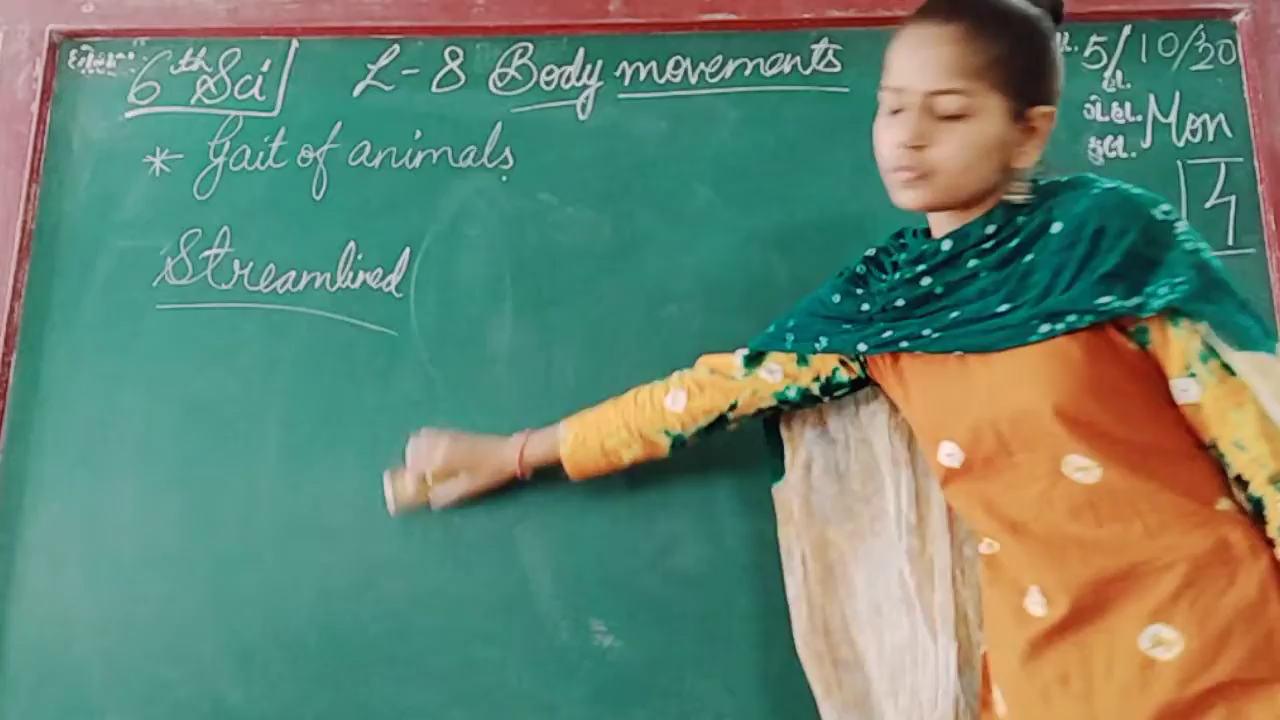 6th Sci
L-8 Body movements
5/10/20
હા.
ગે.હા.
કુલ.
Mon
* Gait of animals.
Streamlined